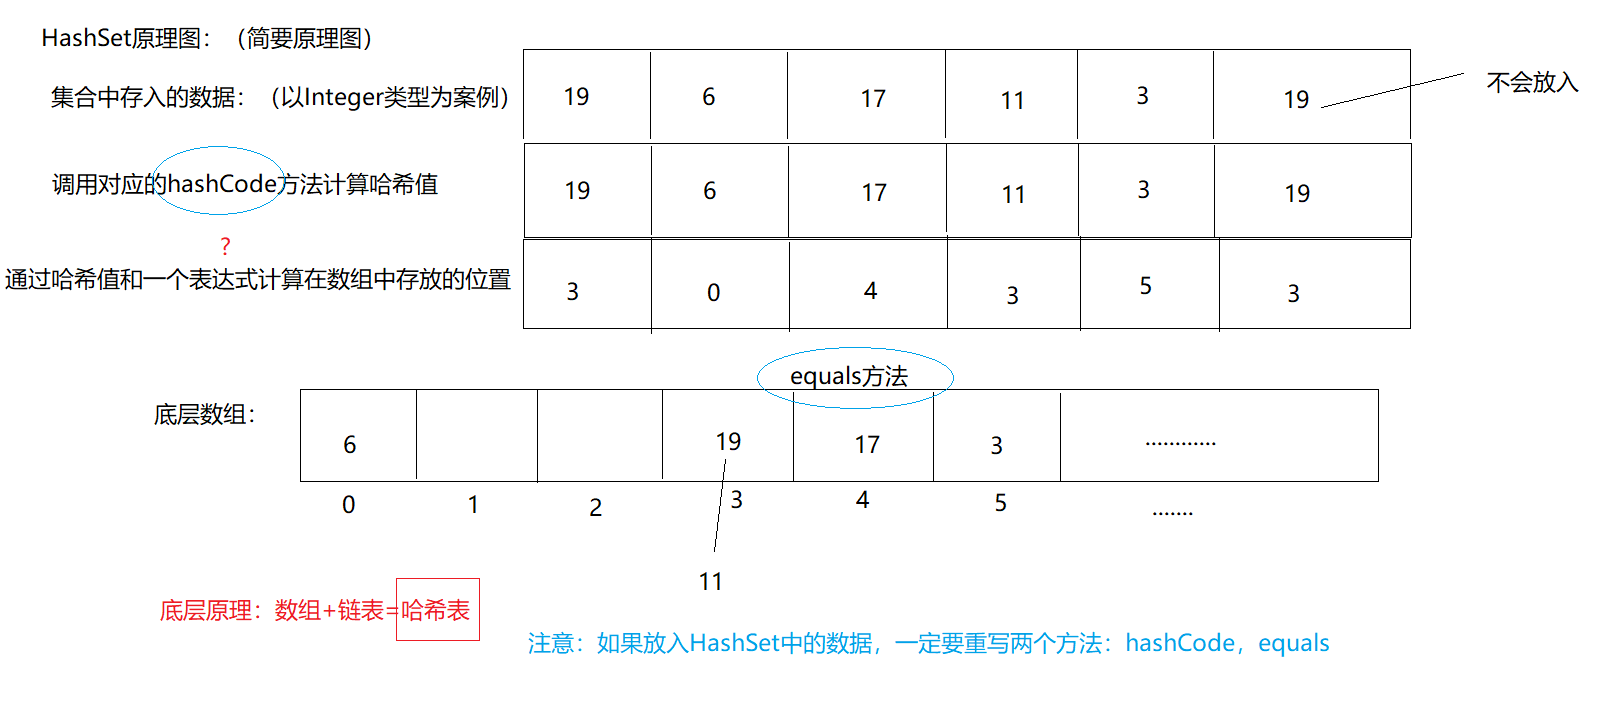 HashSet原理图：（简要原理图）
集合中存入的数据：（以Integer类型为案例） 19 6 17 11 3 19 不会放入
调用对应的hashCode方法计算哈希值 19 6 17 11 3 19
?
通过哈希值和一个表达式计算在数组中存放的位置 3 0 4 3 5 3
equals方法
底层数组： 6 19 17 3 ............
0 1 2 3 4 5 .......
11
底层原理：数组+链表=哈希表
注意：如果放入HashSet中的数据，一定要重写两个方法：hashCode，equals